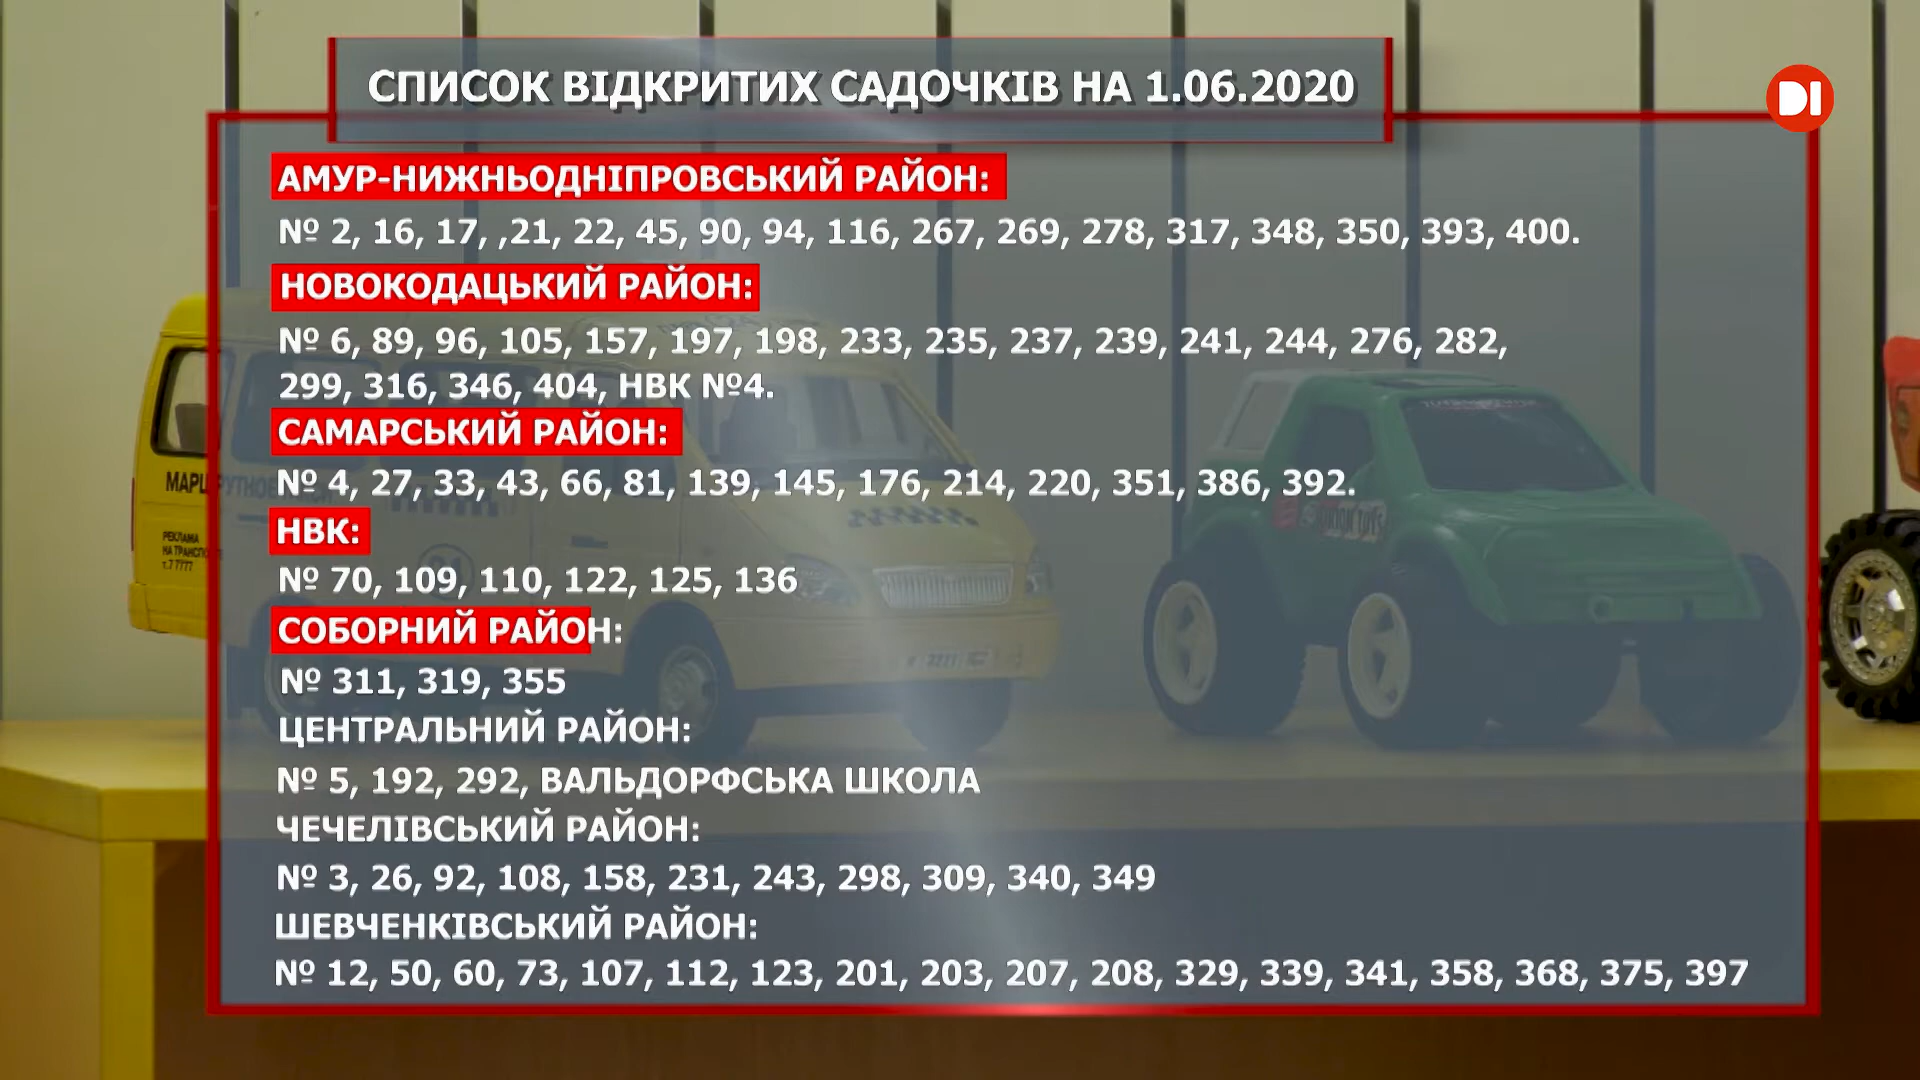 СПИСОК ВІДКРИТИХ САДОЧКІВ НА 1.06.2020
DI
АМУР-НИЖНЬОДНІПРОВСЬКИЙ РАЙОН:
№ 2, 16, 17, ,21, 22, 45, 90, 94, 116, 267, 269, 278, 317, 348, 350, 393, 400.
НОВОКОДАЦЬКИЙ РАЙОН:
№ 6, 89, 96, 105, 157, 197, 198, 233, 235, 237, 239, 241, 244, 276, 282,
299, 316, 346, 404, НВК №4.
САМАРСЬКИЙ РАЙОН:
№ 4, 27, 33, 43, 66, 81, 139, 145, 176, 214, 220, 351, 386, 392.
НВК:
№ 70, 109, 110, 122, 125, 136
СОБОРНИЙ РАЙОН:
№ 311, 319, 355
ЦЕНТРАЛЬНИЙ РАЙОН:
№ 5, 192, 292, ВАЛЬДОРФСЬКА ШКОЛА
ЧЕЧЕЛІВСЬКИЙ РАЙОН:
№ 3, 26, 92, 108, 158, 231, 243, 298, 309, 340, 349
ШЕВЧЕНКІВСЬКИЙ РАЙОН:
№ 12, 50, 60, 73, 107, 112, 123, 201, 203, 207, 208, 329, 339, 341, 358, 368, 375, 397
РЕКЛАМА
НА ТРАНСПОРТЕ
т.7 7777